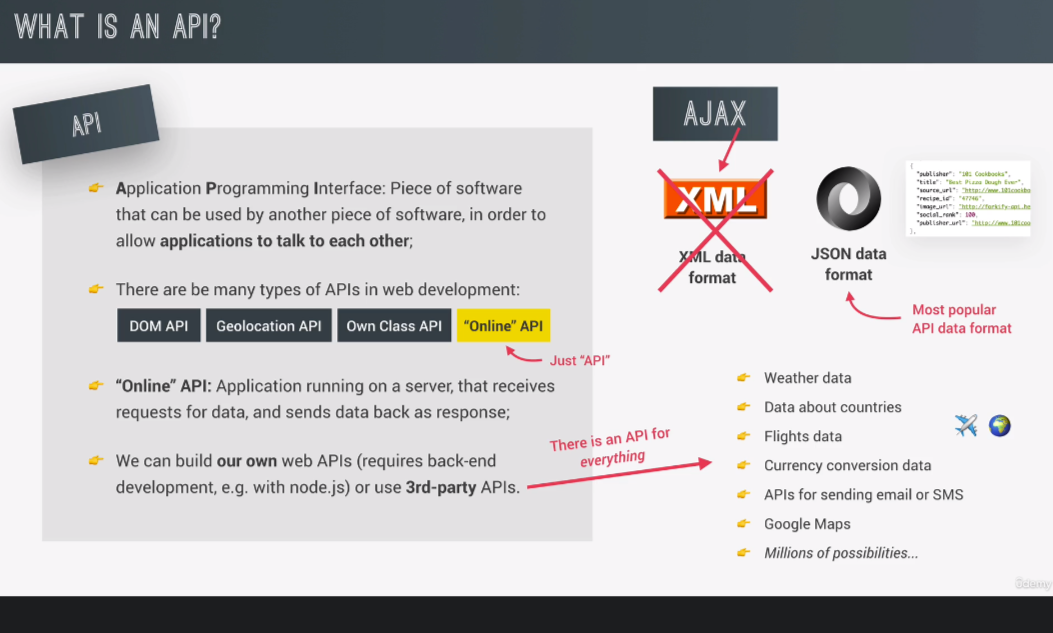 WHAT IS AN API?
API
Application Programming Interface: Piece of software
that can be used by another piece of software, in order to
allow applications to talk to each other;
There are be many types of APIs in web development:
DOM API
Geolocation API
Own Class API
“Online” API
Just “API”
“Online” API: Application running on a server, that receives
requests for data, and sends data back as response;
We can build our own web APIs (requires back-end
development, e.g. with node.js) or use 3rd-party APIs.
There is an API for
everything
AJAX
XML
XML data
format
JSON data
format
{
"publisher": "101 Cookbooks",
"title": "Best Pizza Dough Ever",
"source_url": "http://www.101cookbo
"recipe_id": "47746",
"image_url": "http://forkify-api.he
"social_rank": 100,
"publisher_url": "http://www.101coo
},
Most popular
API data format
Weather data
Data about countries
Flights data
Currency conversion data
APIs for sending email or SMS
Google Maps
Millions of possibilities...
Udemy